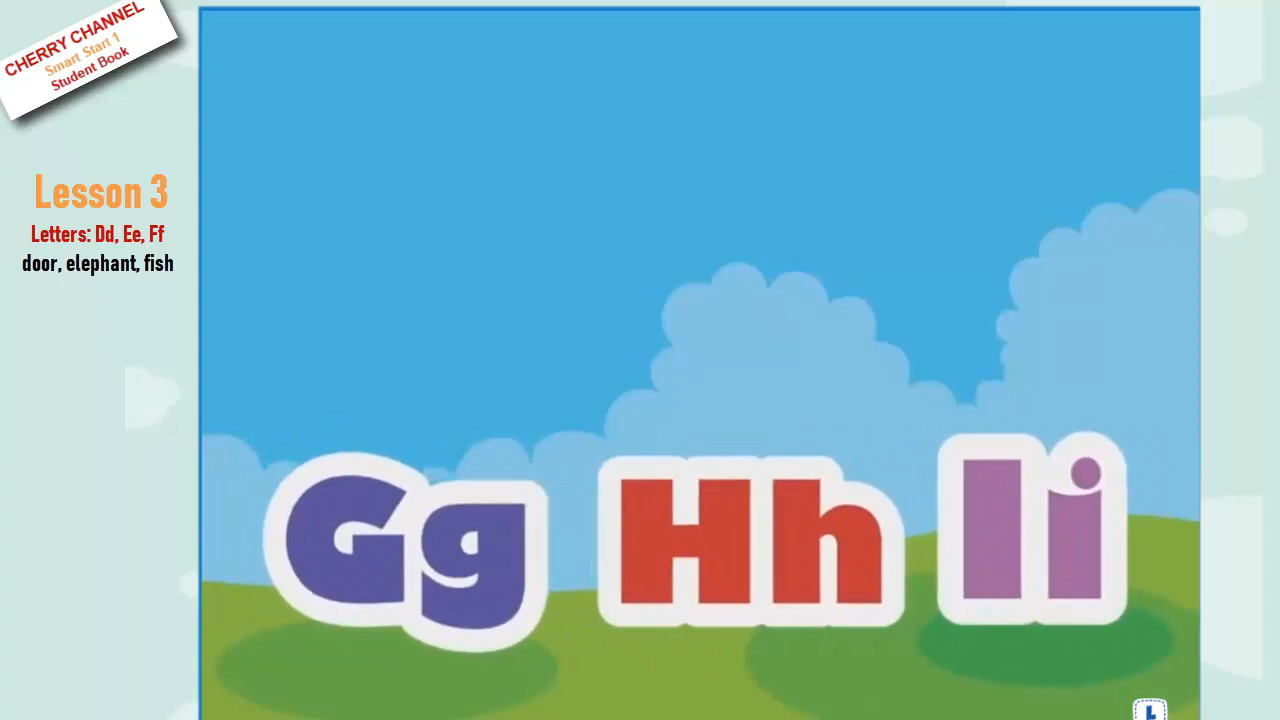 CHERRY CHANNEL
Smart Start 1
Student Book
Lesson 3
Letters: Dd, Ee, Ff
door, elephant, fish
Gg Hh Ii